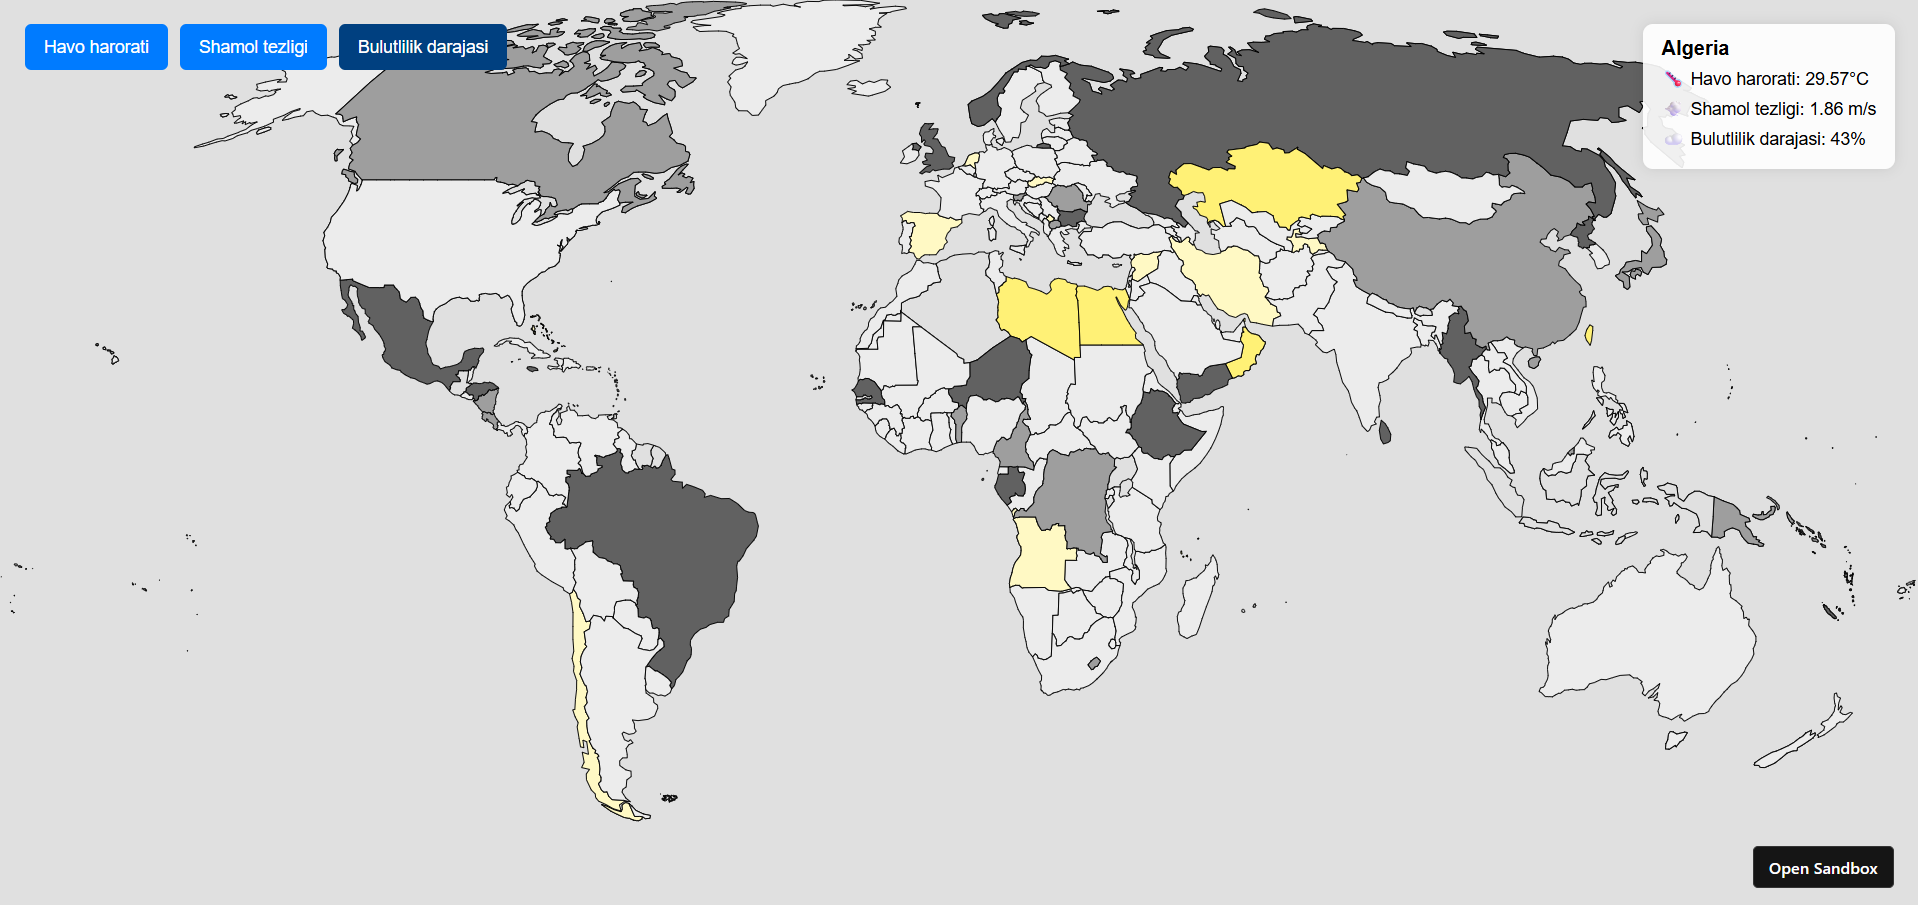 Havo harorati
Shamol tezligi
Bulutlilik darajasi
Algeria
Havo harorati: 29.57°C
Shamol tezligi: 1.86 m/s
Bulutlilik darajasi: 43%
Open Sandbox